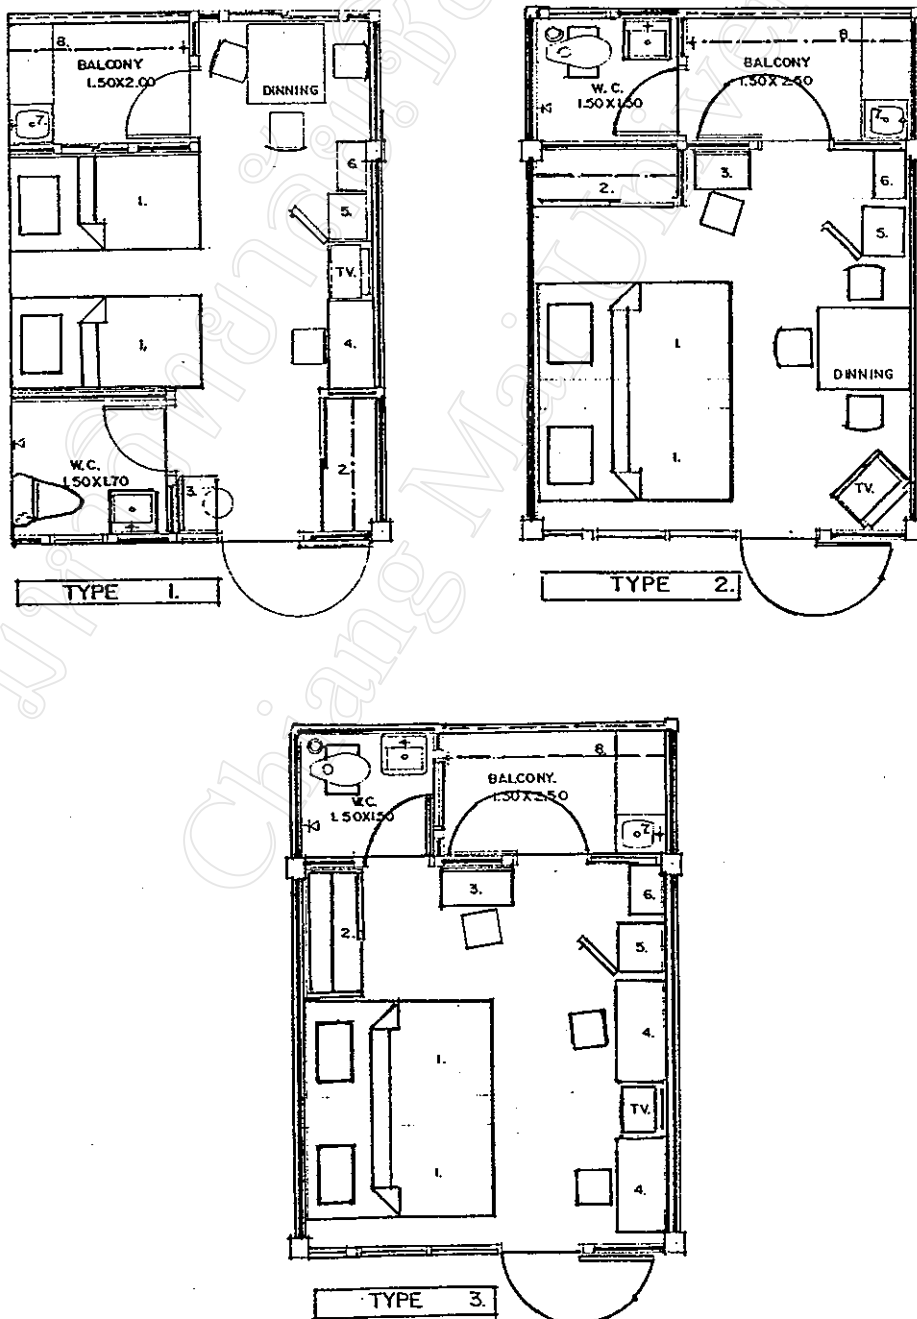 8.
BALCONY
1.50X2.00
7.
DINNING
1.
6.
5.
TV.
1.
4.
W.C.
1.50X1.70
3.
2.
TYPE 1.
W.C.
1.50X1.50
8.
BALCONY
1.50X2.50
7.
2.
3.
6.
5.
1.
DINNING
1.
TV.
TYPE 2.
8.
BALCONY.
1.50X2.50
W.C.
1.50X1.50
7.
2.
3.
6.
5.
1.
4.
TV.
1.
4.
TYPE 3.
Chiang Mai Univer